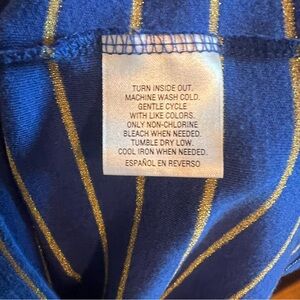 TURN INSIDE OUT.
MACHINE WASH COLD.
GENTLE CYCLE
WITH LIKE COLORS.
ONLY NON-CHLORINE
BLEACH WHEN NEEDED.
TUMBLE DRY LOW.
COOL IRON WHEN NEEDED.
ESPAÑOL EN REVERSO